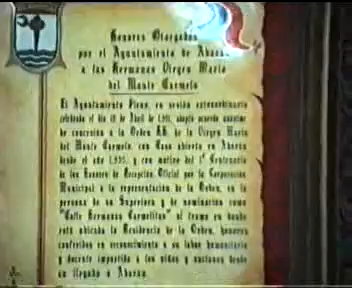 Honores Otorgados
por el Ayuntamiento de Abarán
a las Hermanas Virgen María
del Monte Carmelo
El Ayuntamiento Pleno, en sesión extraordinaria
celebrada el día de Abril de adoptó acuerdo unánime
de concesión a la Orden HH. de la Virgen María
del Monte Carmelo, con Casa abierta en Abarán
desde el año y con motivo del 1º Centenario
de los Honores de Recepción Oficial por la Corporación
Municipal a la representación de la Orden, en la
persona de su Superiora y de nominación como
"Calle Hermanas Carmelitas" al tramo en donde
está ubicada la Residencia de la Orden, honores
conferidos en reconocimiento a su labor humanitaria
y docente impartida a los niños y ancianos desde
su llegada a Abarán